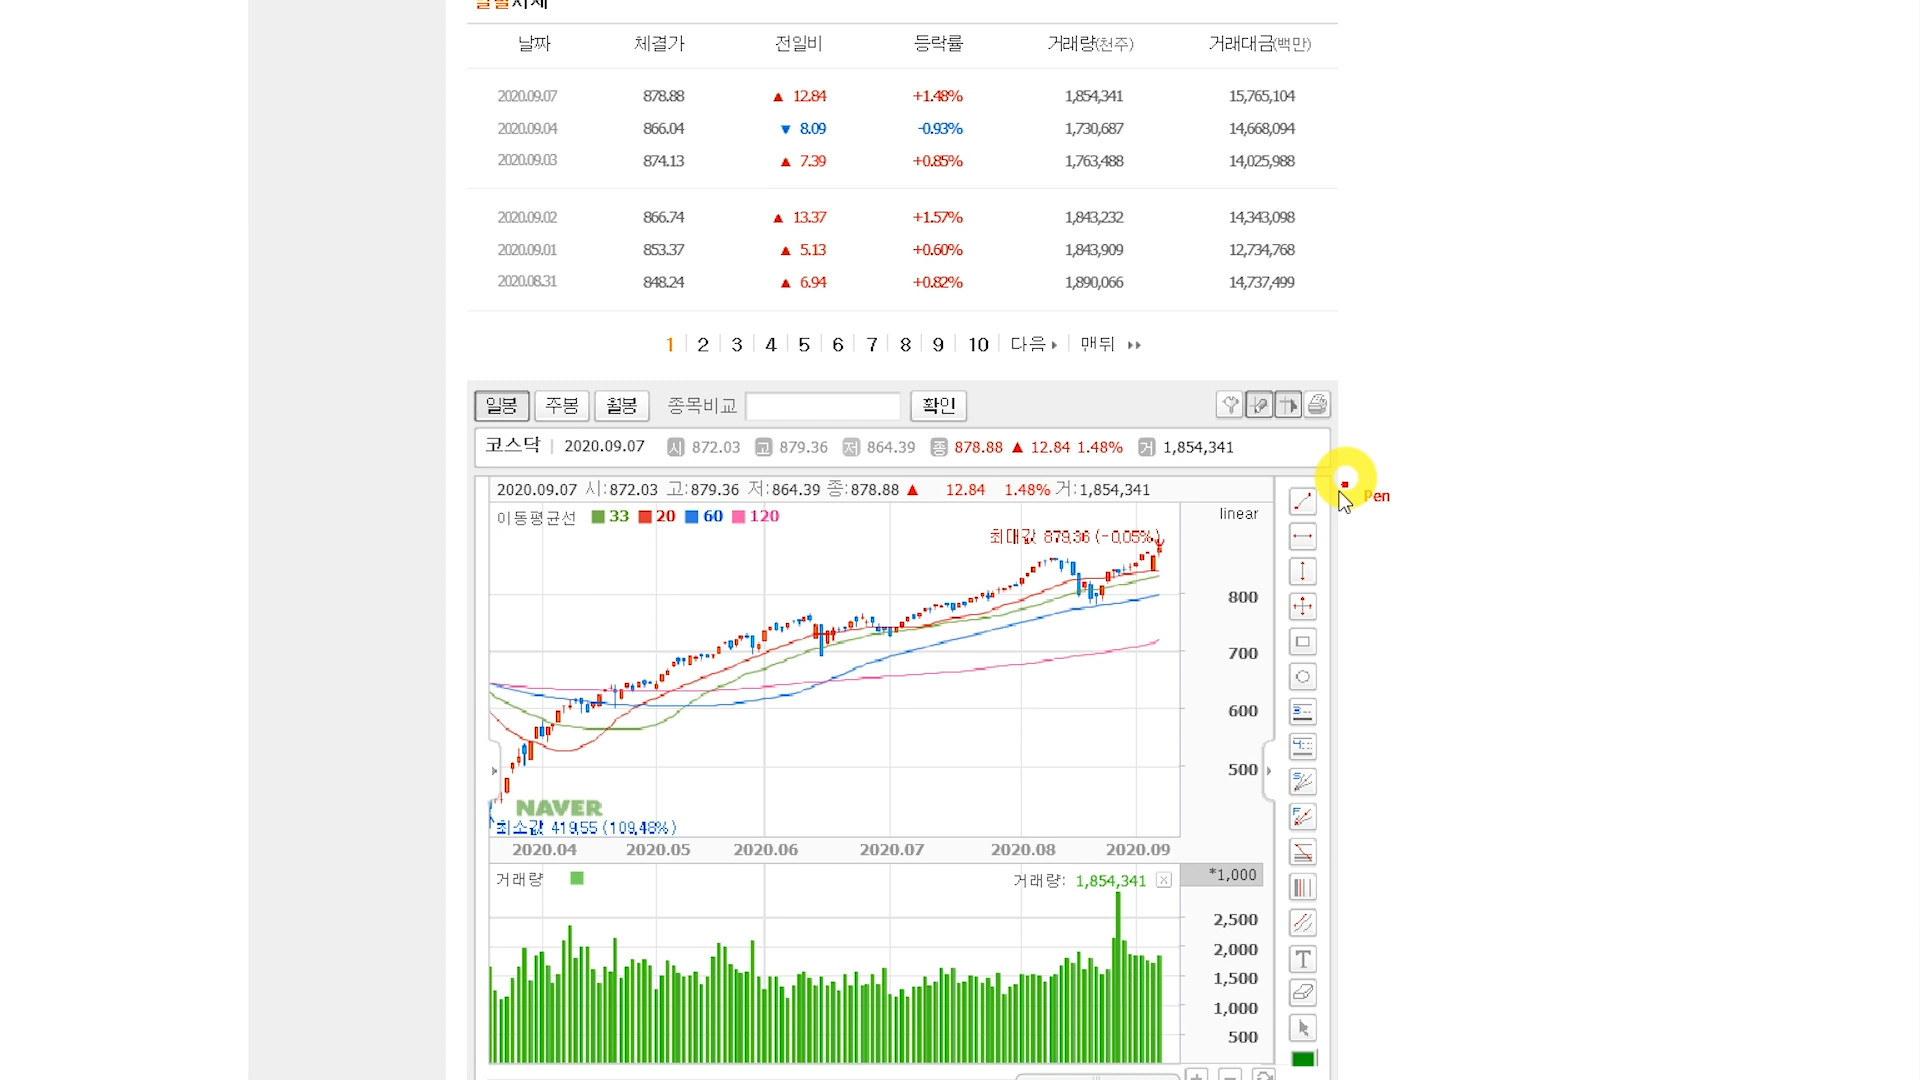 일별시세
날짜 체결가 전일비 등락률 거래량(천주) 거래대금(백만)
2020.09.07 878.88 ▲ 12.84 +1.48% 1,854,341 15,765,104
2020.09.04 866.04 ▼ 8.09 -0.93% 1,730,687 14,668,094
2020.09.03 874.13 ▲ 7.39 +0.85% 1,763,488 14,025,988
2020.09.02 866.74 ▲ 13.37 +1.57% 1,843,232 14,343,098
2020.09.01 853.37 ▲ 5.13 +0.60% 1,843,909 12,734,768
2020.08.31 848.24 ▲ 6.94 +0.82% 1,890,066 14,737,499
1 2 3 4 5 6 7 8 9 10 다음 맨뒤
일봉 주봉 월봉 종목비교 확인
코스닥 2020.09.07 시 872.03 고 879.36 저 864.39 종 878.88 ▲ 12.84 1.48% 거 1,854,341
2020.09.07 시:872.03 고:879.36 저:864.39 종:878.88 ▲ 12.84 1.48% 거:1,854,341
Pen
이동평균선 33 20 60 120
linear
최대값 879.36 (-0.05%)
800
700
600
500
NAVER
최소값 419.55 (109.48%)
2020.04 2020.05 2020.06 2020.07 2020.08 2020.09
거래량 거래량: 1,854,341 *1,000
2,500
2,000
1,500
1,000
500